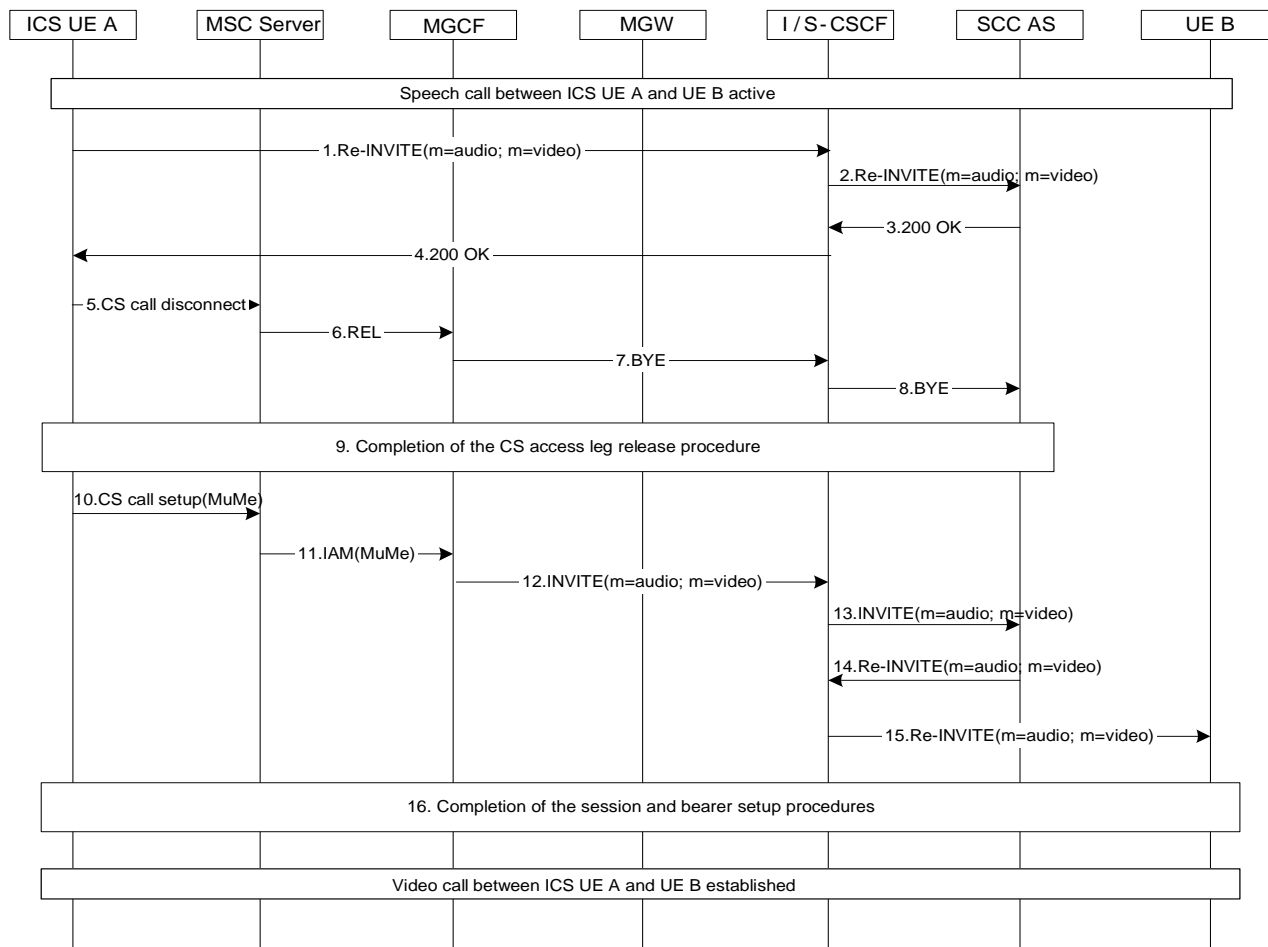 ICS UE A
MSC Server
MGCF
MGW
I / S-CSCF
SCC AS
UE B
Speech call between ICS UE A and UE B active
1.Re-INVITE(m=audio; m=video)
2.Re-INVITE(m=audio; m=video)
3.200 OK
4.200 OK
5.CS call disconnect
6.REL
7.BYE
8.BYE
9. Completion of the CS access leg release procedure
10.CS call setup(MuMe)
11.IAM(MuMe)
12.INVITE(m=audio; m=video)
13.INVITE(m=audio; m=video)
14.Re-INVITE(m=audio; m=video)
15.Re-INVITE(m=audio; m=video)
16. Completion of the session and bearer setup procedures
Video call between ICS UE A and UE B established